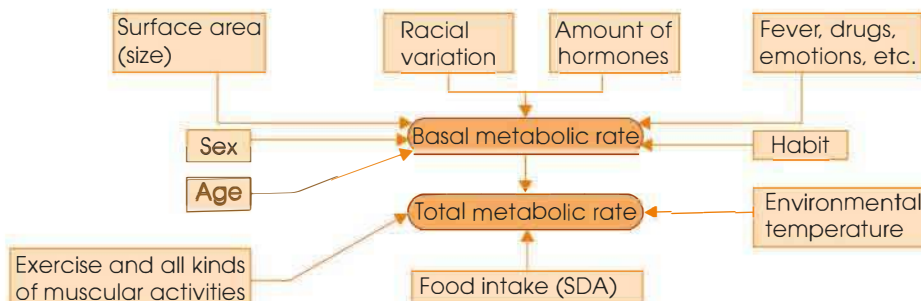 Surface area
(size)
Racial
variation
Amount of
hormones
Fever, drugs,
emotions, etc.
Basal metabolic rate
Sex
Habit
Age
Total metabolic rate
Environmental
temperature
Exercise and all kinds
of muscular activities
Food intake (SDA)